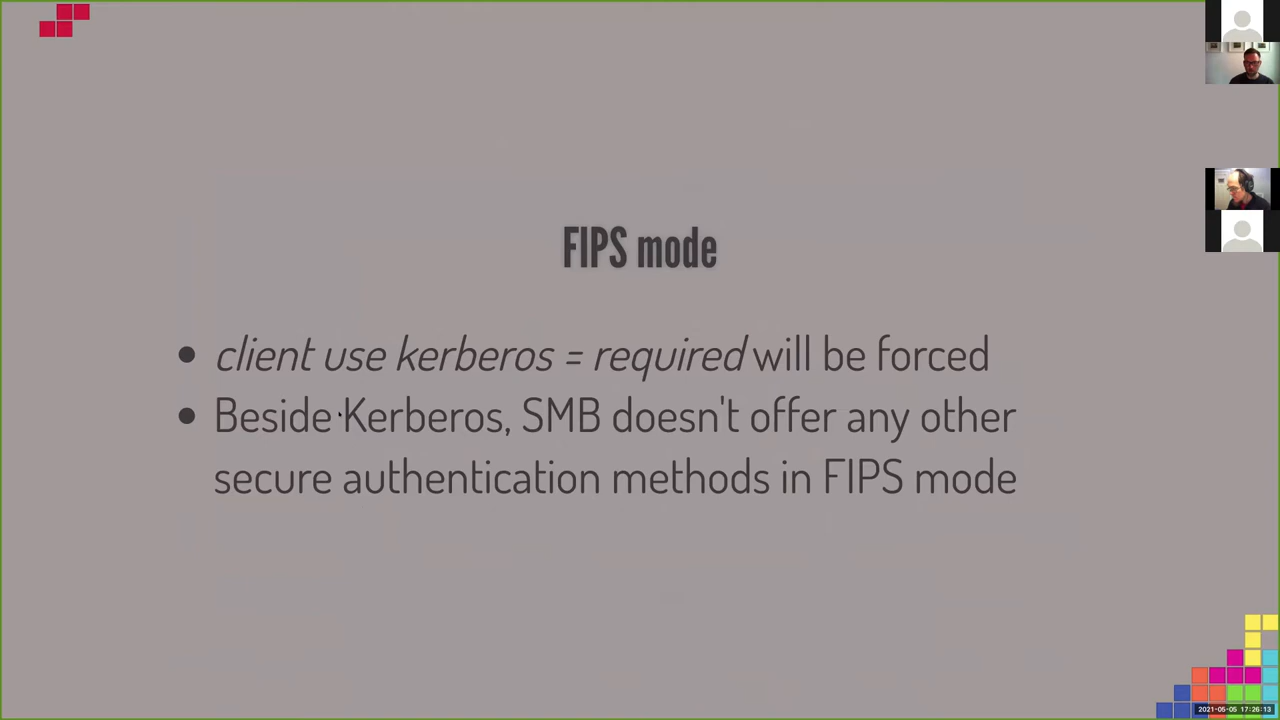 FIPS mode
client use kerberos = required will be forced
Beside Kerberos, SMB doesn't offer any other
secure authentication methods in FIPS mode
2021-05-05 17:26:13